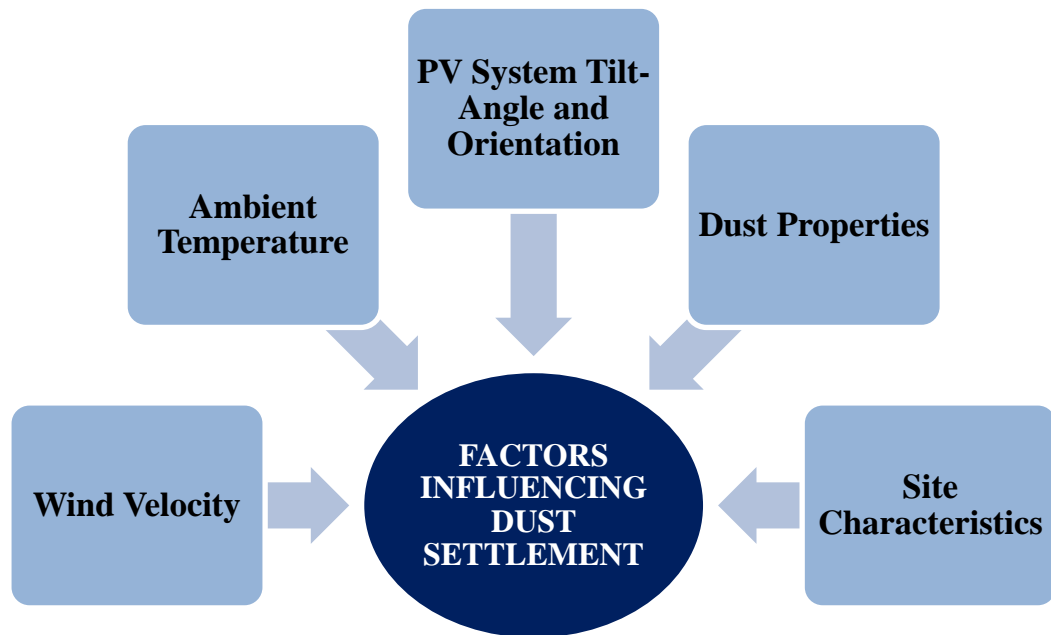 PV System Tilt-
Angle and
Orientation
Ambient
Temperature
Dust Properties
Wind Velocity
FACTORS
INFLUENCING
DUST
SETTLEMENT
Site
Characteristics